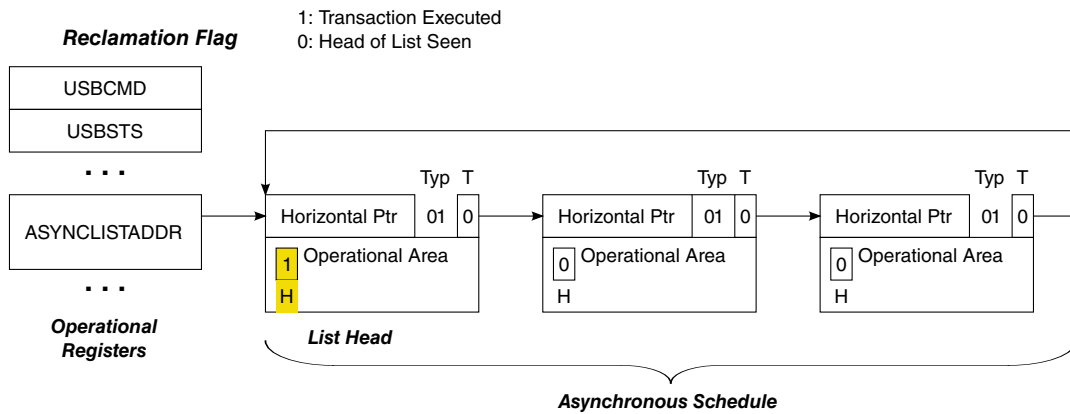 1: Transaction Executed
Reclamation Flag
0: Head of List Seen
USBCMD
USBSTS
...
Typ T Typ T Typ T
ASYNCLISTADDR
Horizontal Ptr 01 0 Horizontal Ptr 01 0 Horizontal Ptr 01 0
1 Operational Area 0 Operational Area 0 Operational Area
H H H
...
Operational
Registers
List Head
Asynchronous Schedule